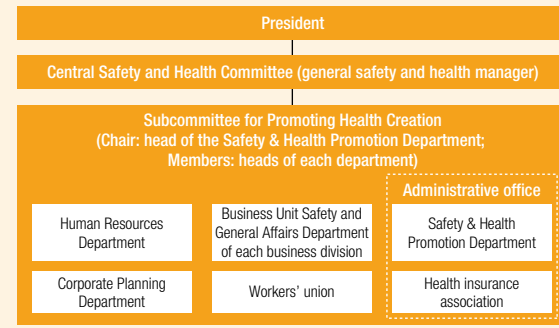 President
Central Safety and Health Committee (general safety and health manager)
Subcommittee for Promoting Health Creation
(Chair: head of the Safety & Health Promotion Department;
Members: heads of each department)
Administrative office
Human Resources
Department
Business Unit Safety and
General Affairs Department
of each business division
Safety & Health
Promotion Department
Corporate Planning
Department
Workers' union
Health insurance
association